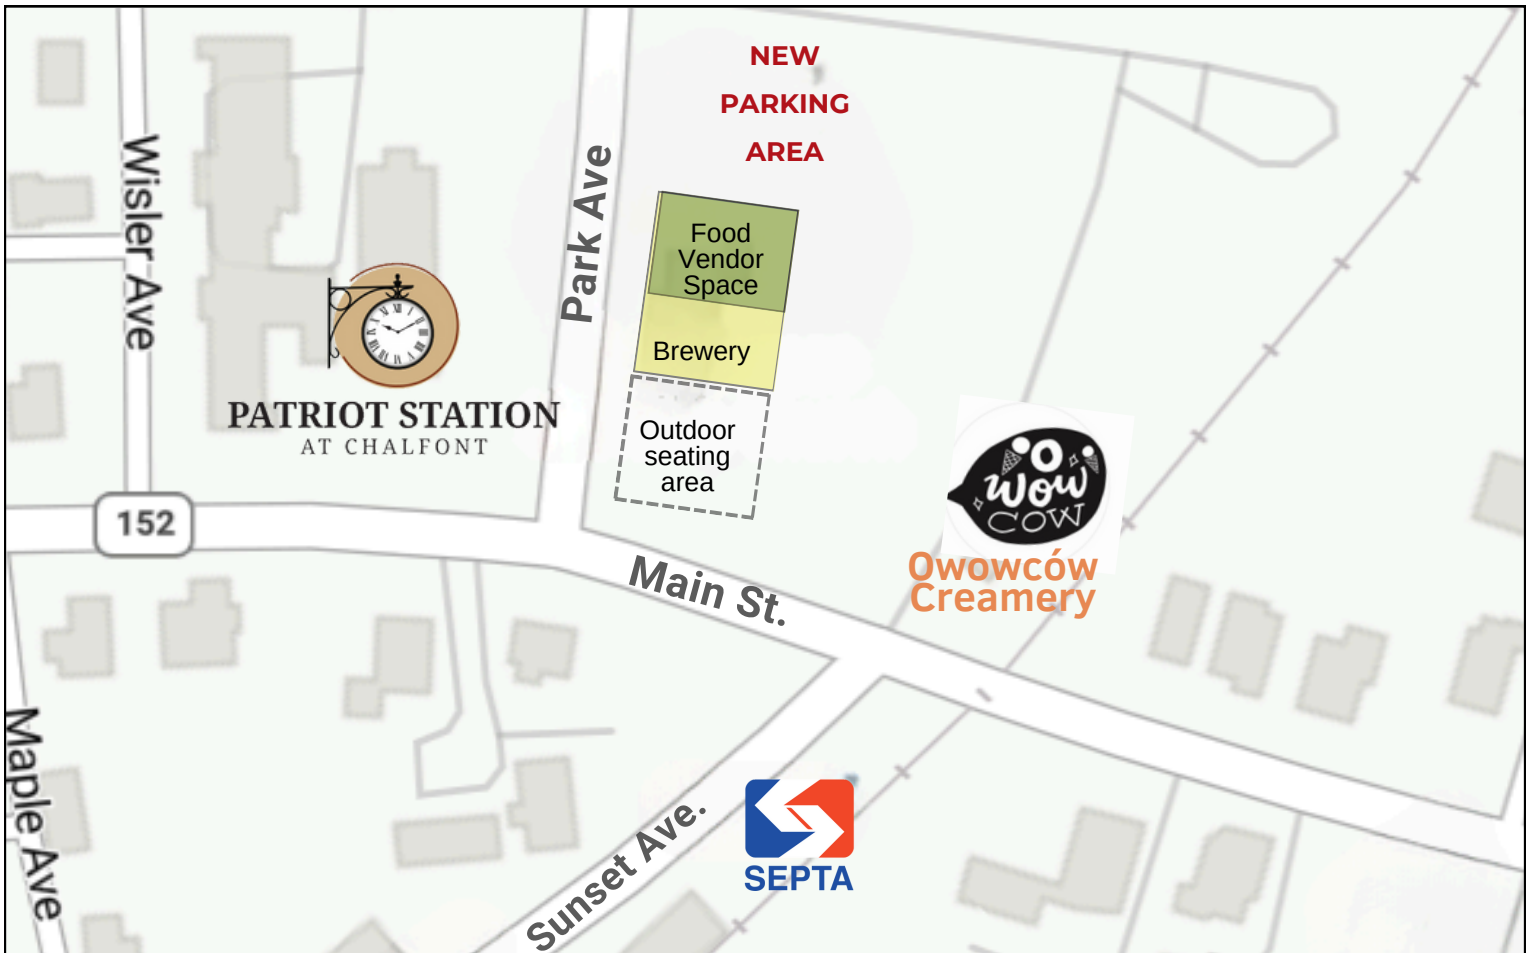 NEW
PARKING
AREA
Wisler Ave
Park Ave
Food
Vendor
Space
Brewery
XII
PATRIOT STATION
AT CHALFONT
Outdoor
seating
area
O
WOW
COW
Owowców
Creamery
152
Main St.
Maple Ave
Sunset Ave.
SEPTA